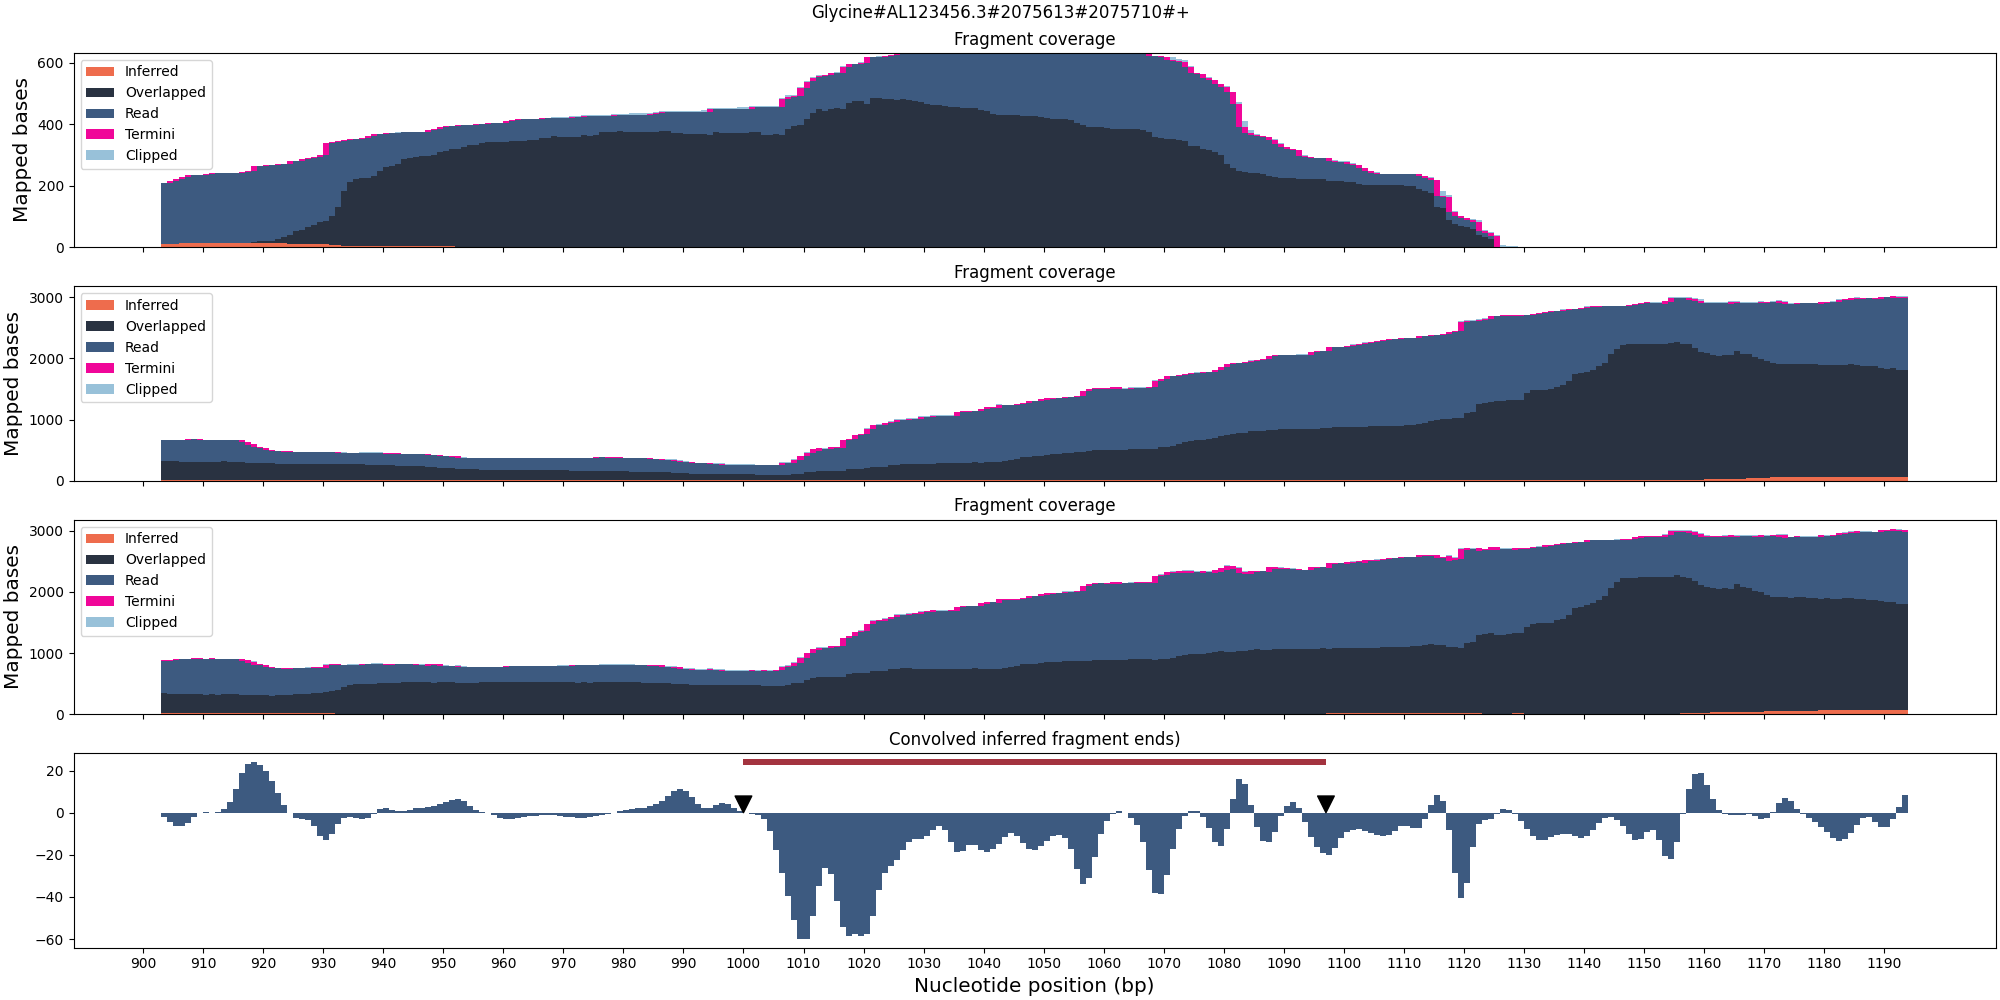 Glycine#AL123456.3#2075613#2075710#+
Fragment coverage
Mapped bases
600
400
200
0
Inferred
Overlapped
Read
Termini
Clipped
Fragment coverage
Mapped bases
3000
2000
1000
0
Inferred
Overlapped
Read
Termini
Clipped
Fragment coverage
Mapped bases
3000
2000
1000
0
Inferred
Overlapped
Read
Termini
Clipped
Convolved inferred fragment ends)
20
0
−20
−40
−60
900 910 920 930 940 950 960 970 980 990 1000 1010 1020 1030 1040 1050 1060 1070 1080 1090 1100 1110 1120 1130 1140 1150 1160 1170 1180 1190
Nucleotide position (bp)